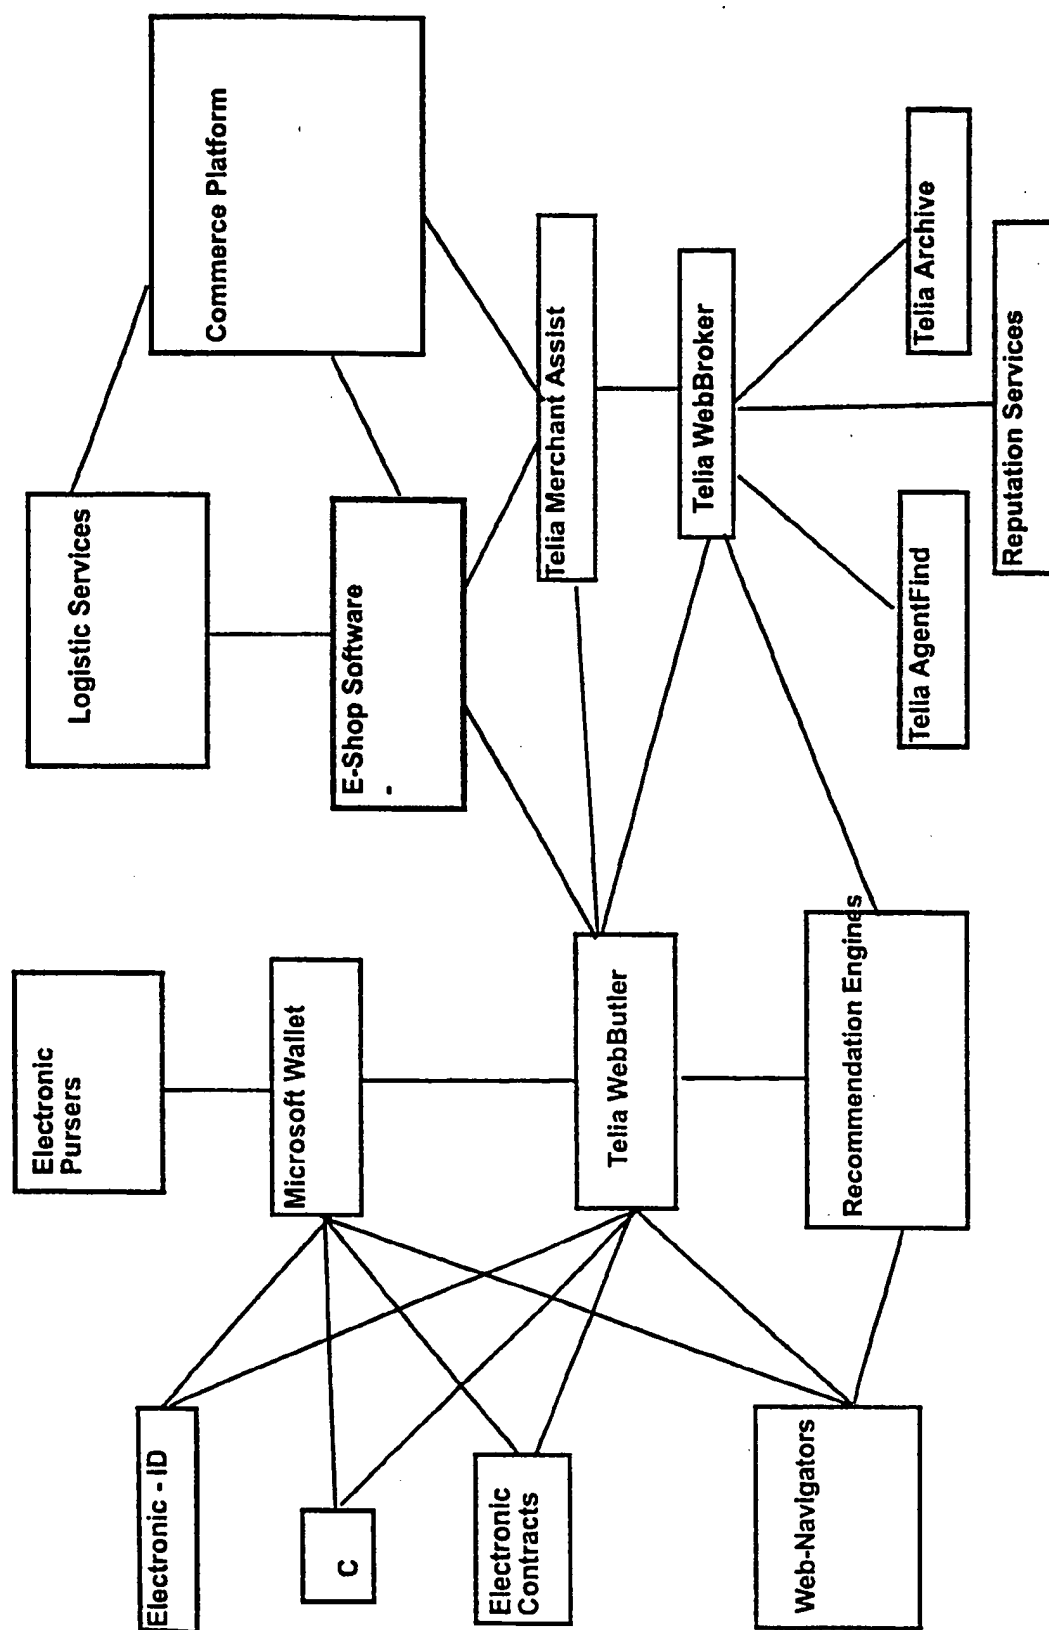 Electronic
Pursers
Logistic Services
Commerce Platform
Electronic - ID
Microsoft Wallet
E-Shop Software
-
C
Telia Merchant Assist
Electronic
Contracts
Telia WebButler
Telia WebBroker
Web-Navigators
Recommendation Engines
Telia AgentFind
Telia Archive
Reputation Services